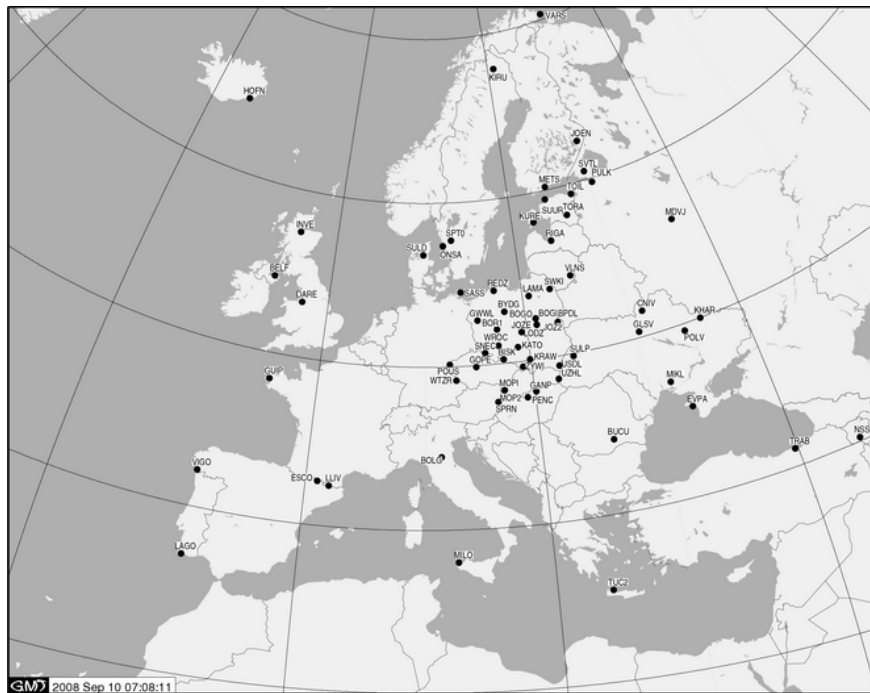 VARS
KIRU
HOFN
JOEN
SVTL
PULK
METS
TOIL
SUUR
TORA
KURE
MDVJ
INVE
SPT0
RIGA
SULD
ONSA
BELF
VLNS
DARE
SASS
REDZ
LAMA
SWKI
BYDG
CNIV
GWWL
BOGO
BOGI
BPDL
KHAR
BOR1
JOZE
JOZ2
GLSV
POLV
LODZ
WROC
SNEC
KATO
SULP
GOPE
BISK
KRAW
USDL
POUS
ZYWI
UZHL
GUIP
WTZR
MOPI
GANP
MIKL
MOP2
PENC
SPRN
EVPA
BUCU
NSS
TRAB
BOLG
VIGO
ESCO
LLIV
LAGO
MILO
TUC2
GMD 2008 Sep 10 07:08:11